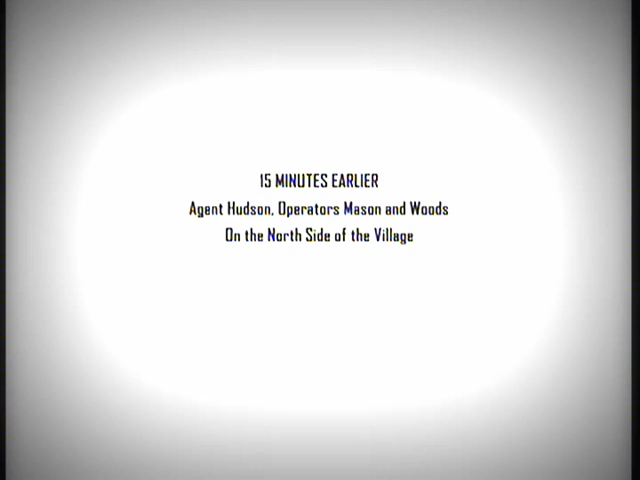 15 MINUTES EARLIER
Agent Hudson, Operators Mason and Woods
On the North Side of the Village